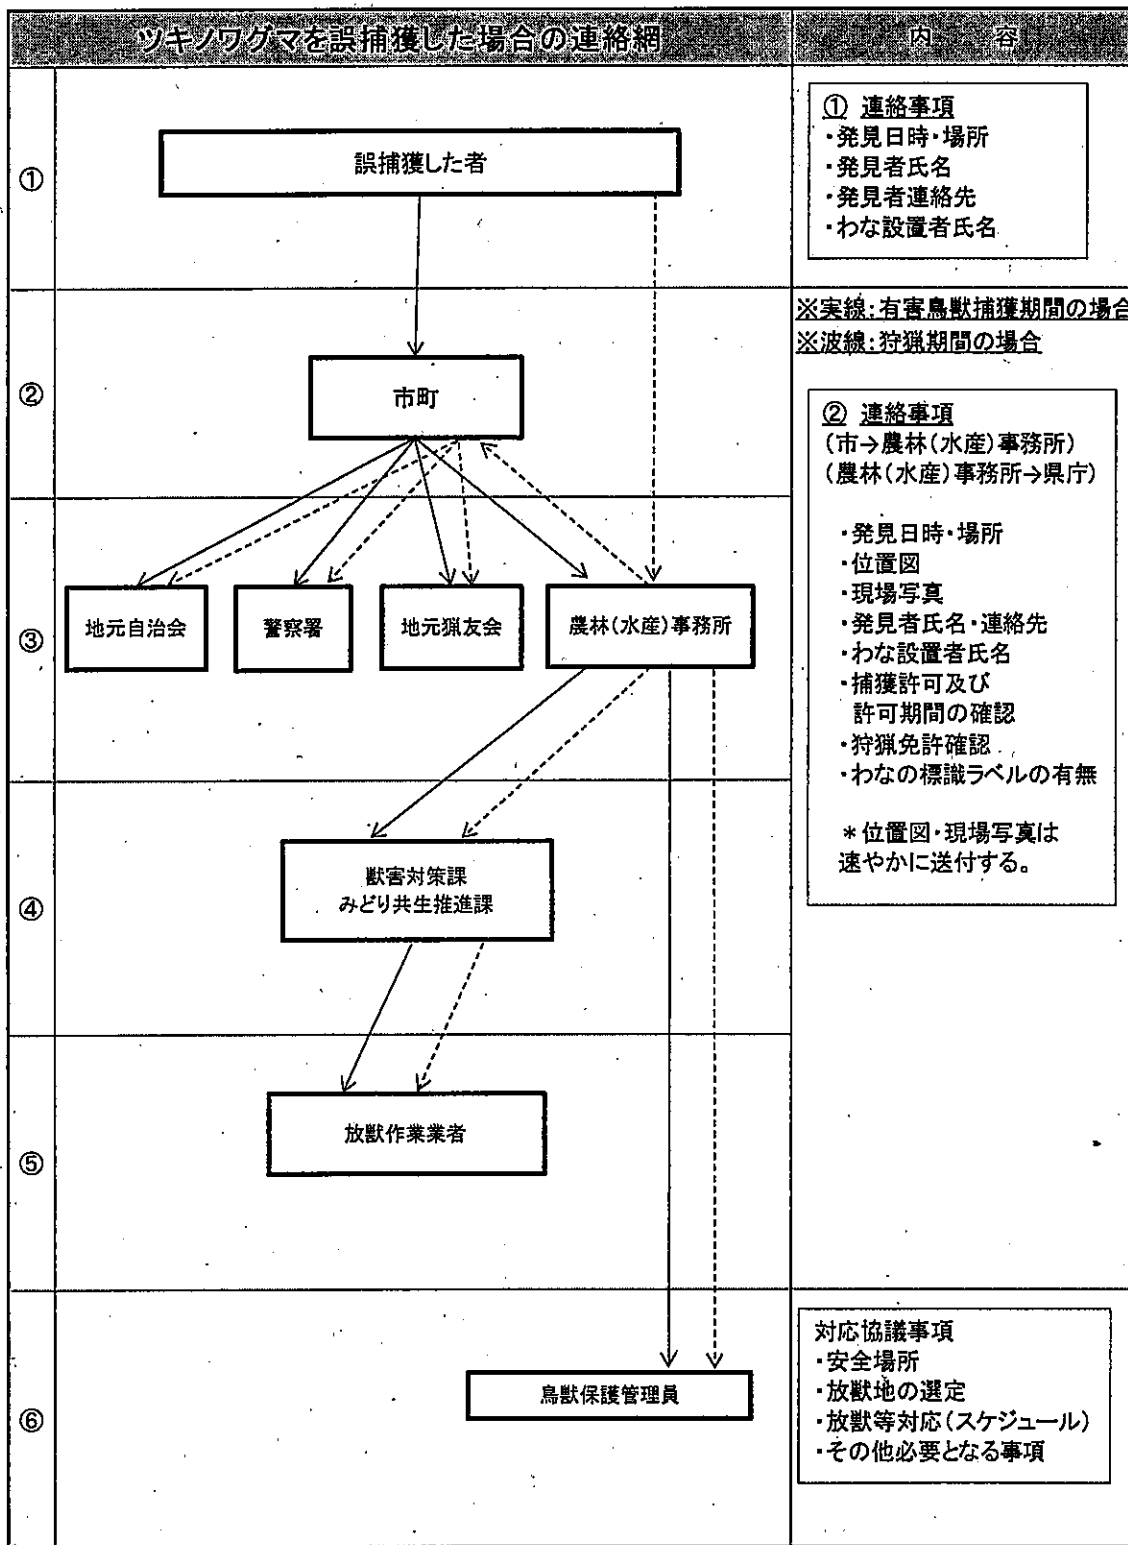 ツキノワグマを誤捕獲した場合の連絡網
内 容
①
誤捕獲した者
① 連絡事項
・発見日時・場所
・発見者氏名
・発見者連絡先
・わな設置者氏名
※実線:有害鳥獣捕獲期間の場合
※波線:狩猟期間の場合
②
市町
② 連絡事項
(市→農林(水産)事務所)
(農林(水産)事務所→県庁)
・発見日時・場所
・位置図
・現場写真
・発見者氏名・連絡先
・わな設置者氏名
・捕獲許可及び
許可期間の確認
・狩猟免許確認
・わなの標識ラベルの有無
*位置図・現場写真は
速やかに送付する。
③
地元自治会
警察署
地元猟友会
農林(水産)事務所
④
獣害対策課
みどり共生推進課
⑤
放獣作業業者
⑥
鳥獣保護管理員
対応協議事項
・安全場所
・放獣地の選定
・放獣等対応(スケジュール)
・その他必要となる事項